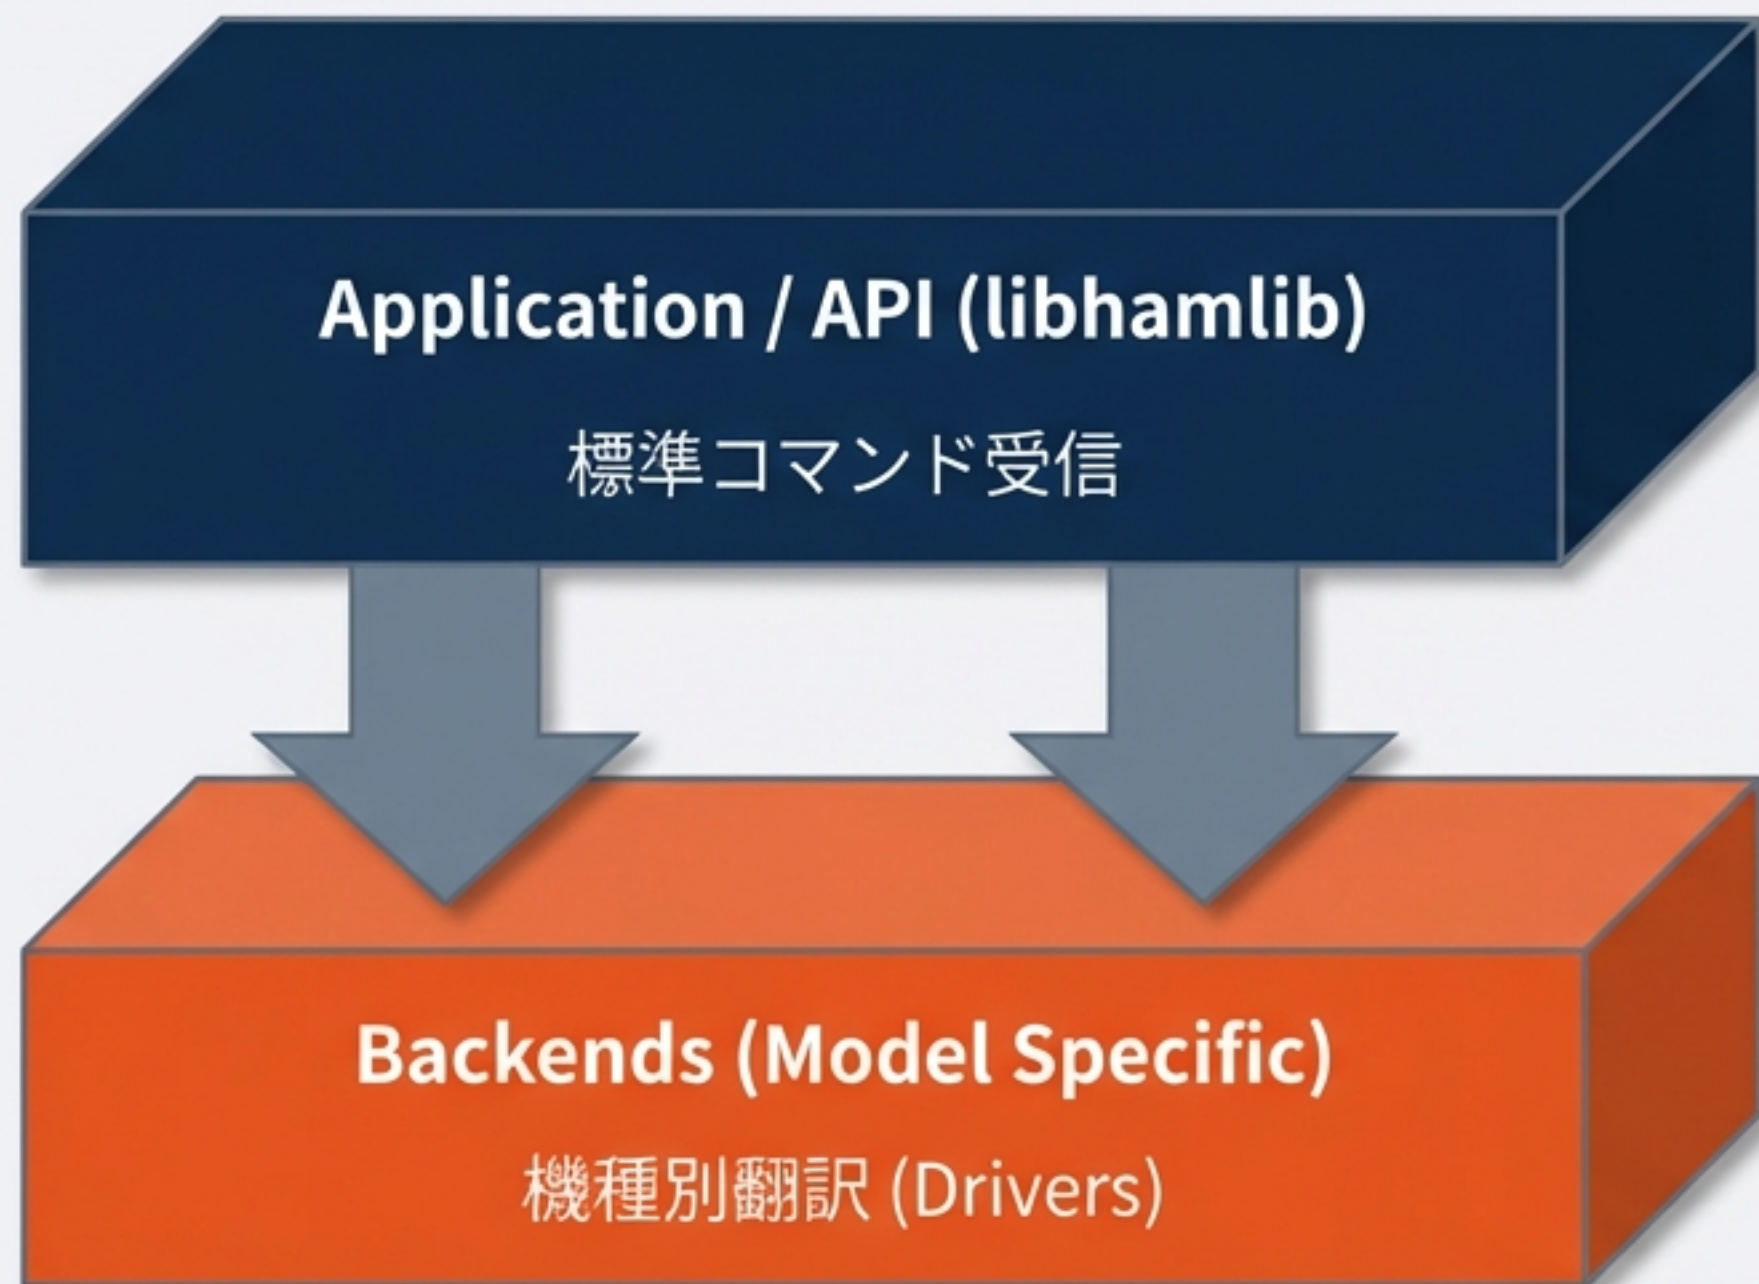 Application / API (libhamlib)
標準コマンド受信
Backends (Model Specific)
機種別翻訳 (Drivers)